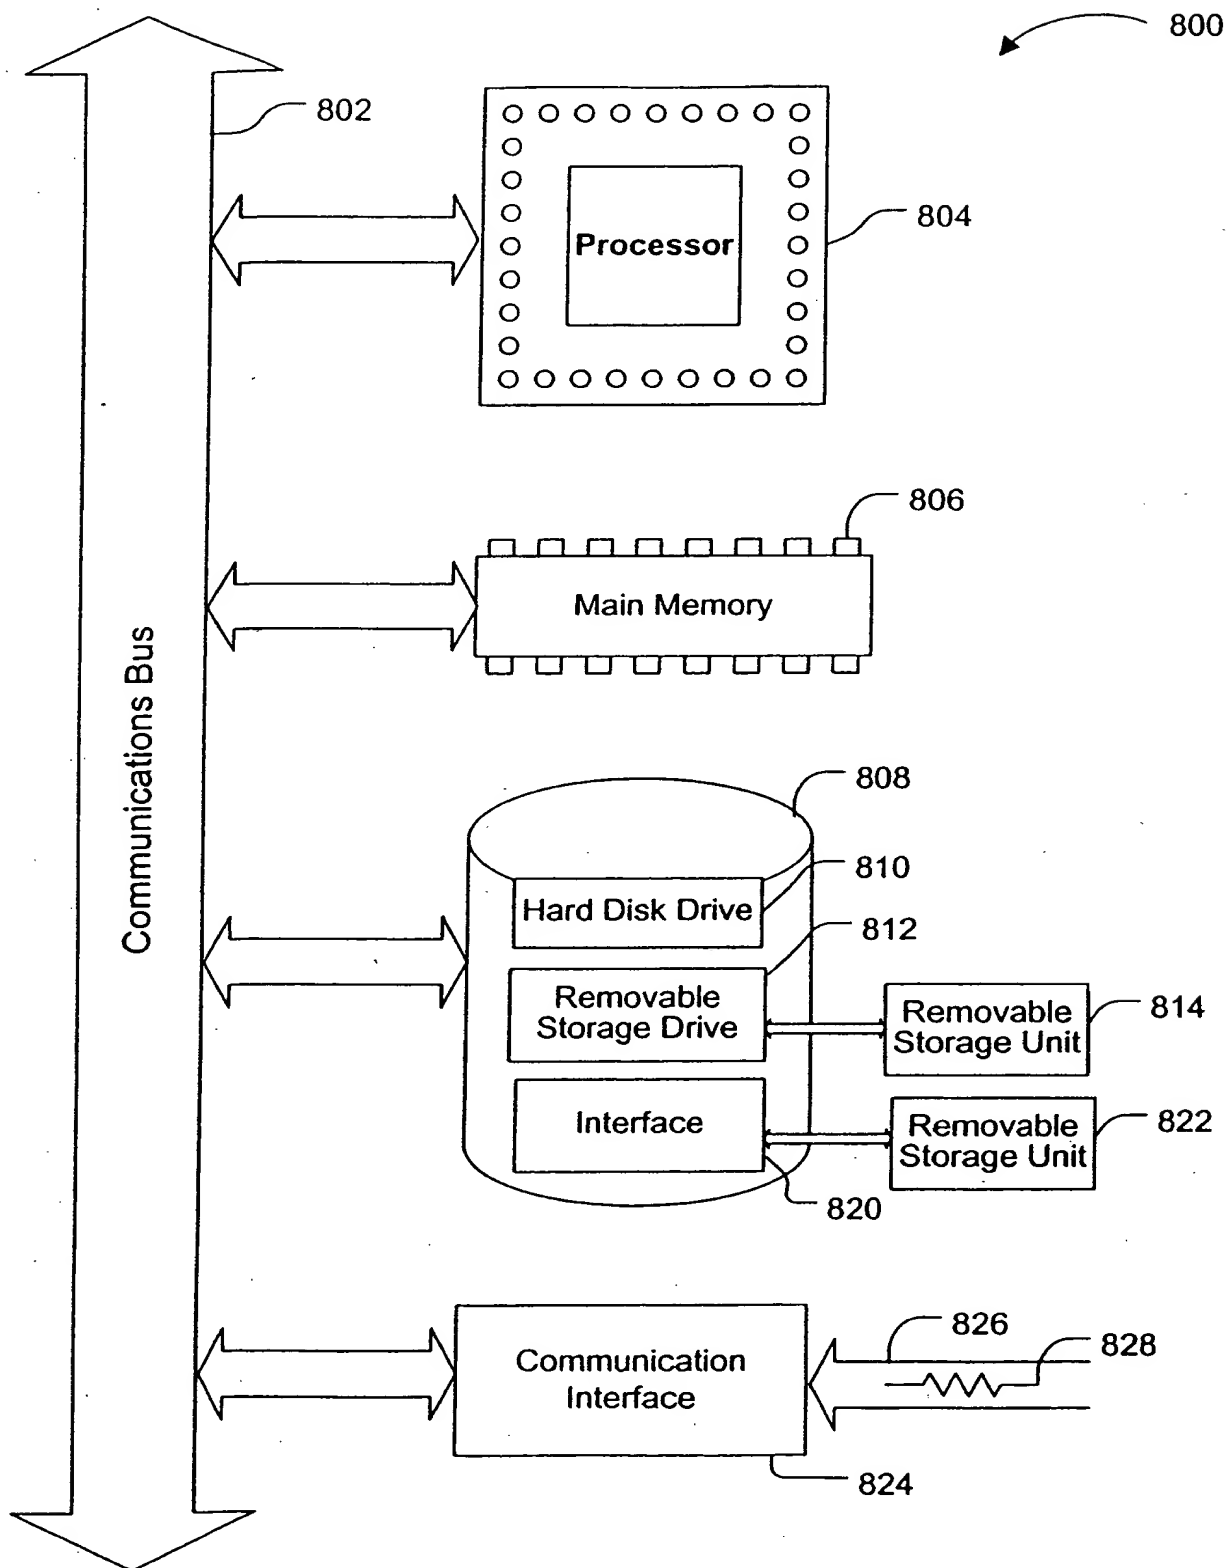 800
802
Processor
804
806
Main Memory
Communications Bus
808
810
Hard Disk Drive
812
Removable
Storage Drive
Removable
Storage Unit
814
Interface
Removable
Storage Unit
822
820
826
828
Communication
Interface
824